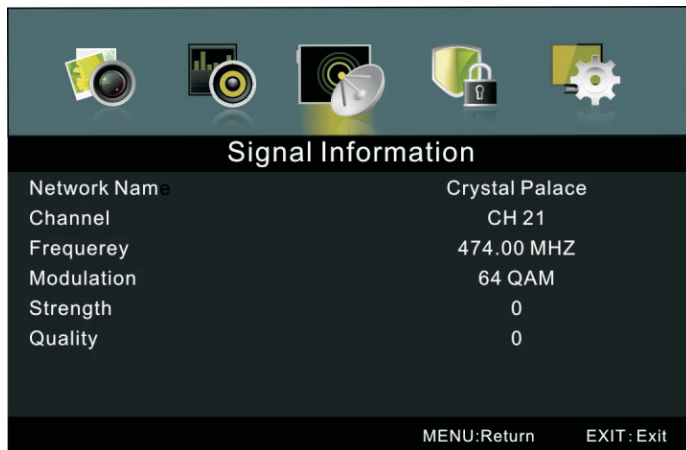 Signal Information
Network Name Crystal Palace
Channel CH 21
Frequerey 474.00 MHZ
Modulation 64 QAM
Strength 0
Quality 0
MENU:Return EXIT:Exit